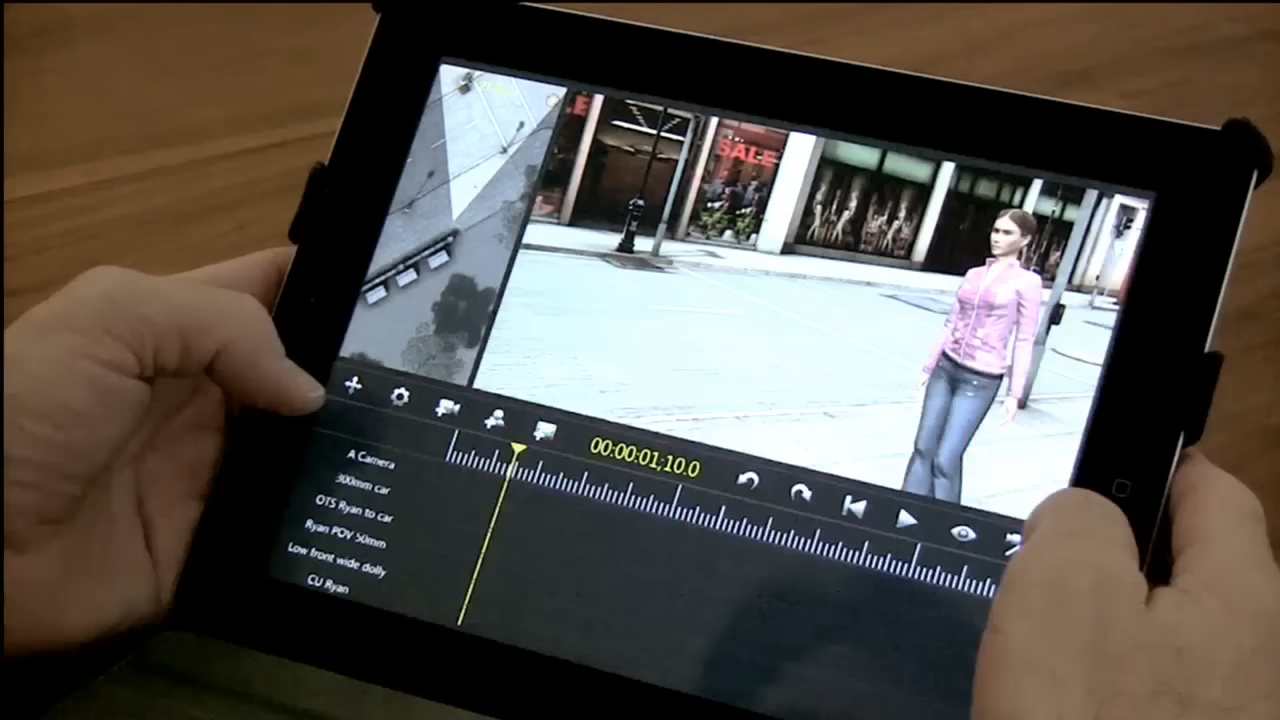 LE
SALE
00:00:01;10.0
A Camera
300mm car
OTS Ryan to car
Ryan POV 50mm
Low front wide dolly
CU Ryan